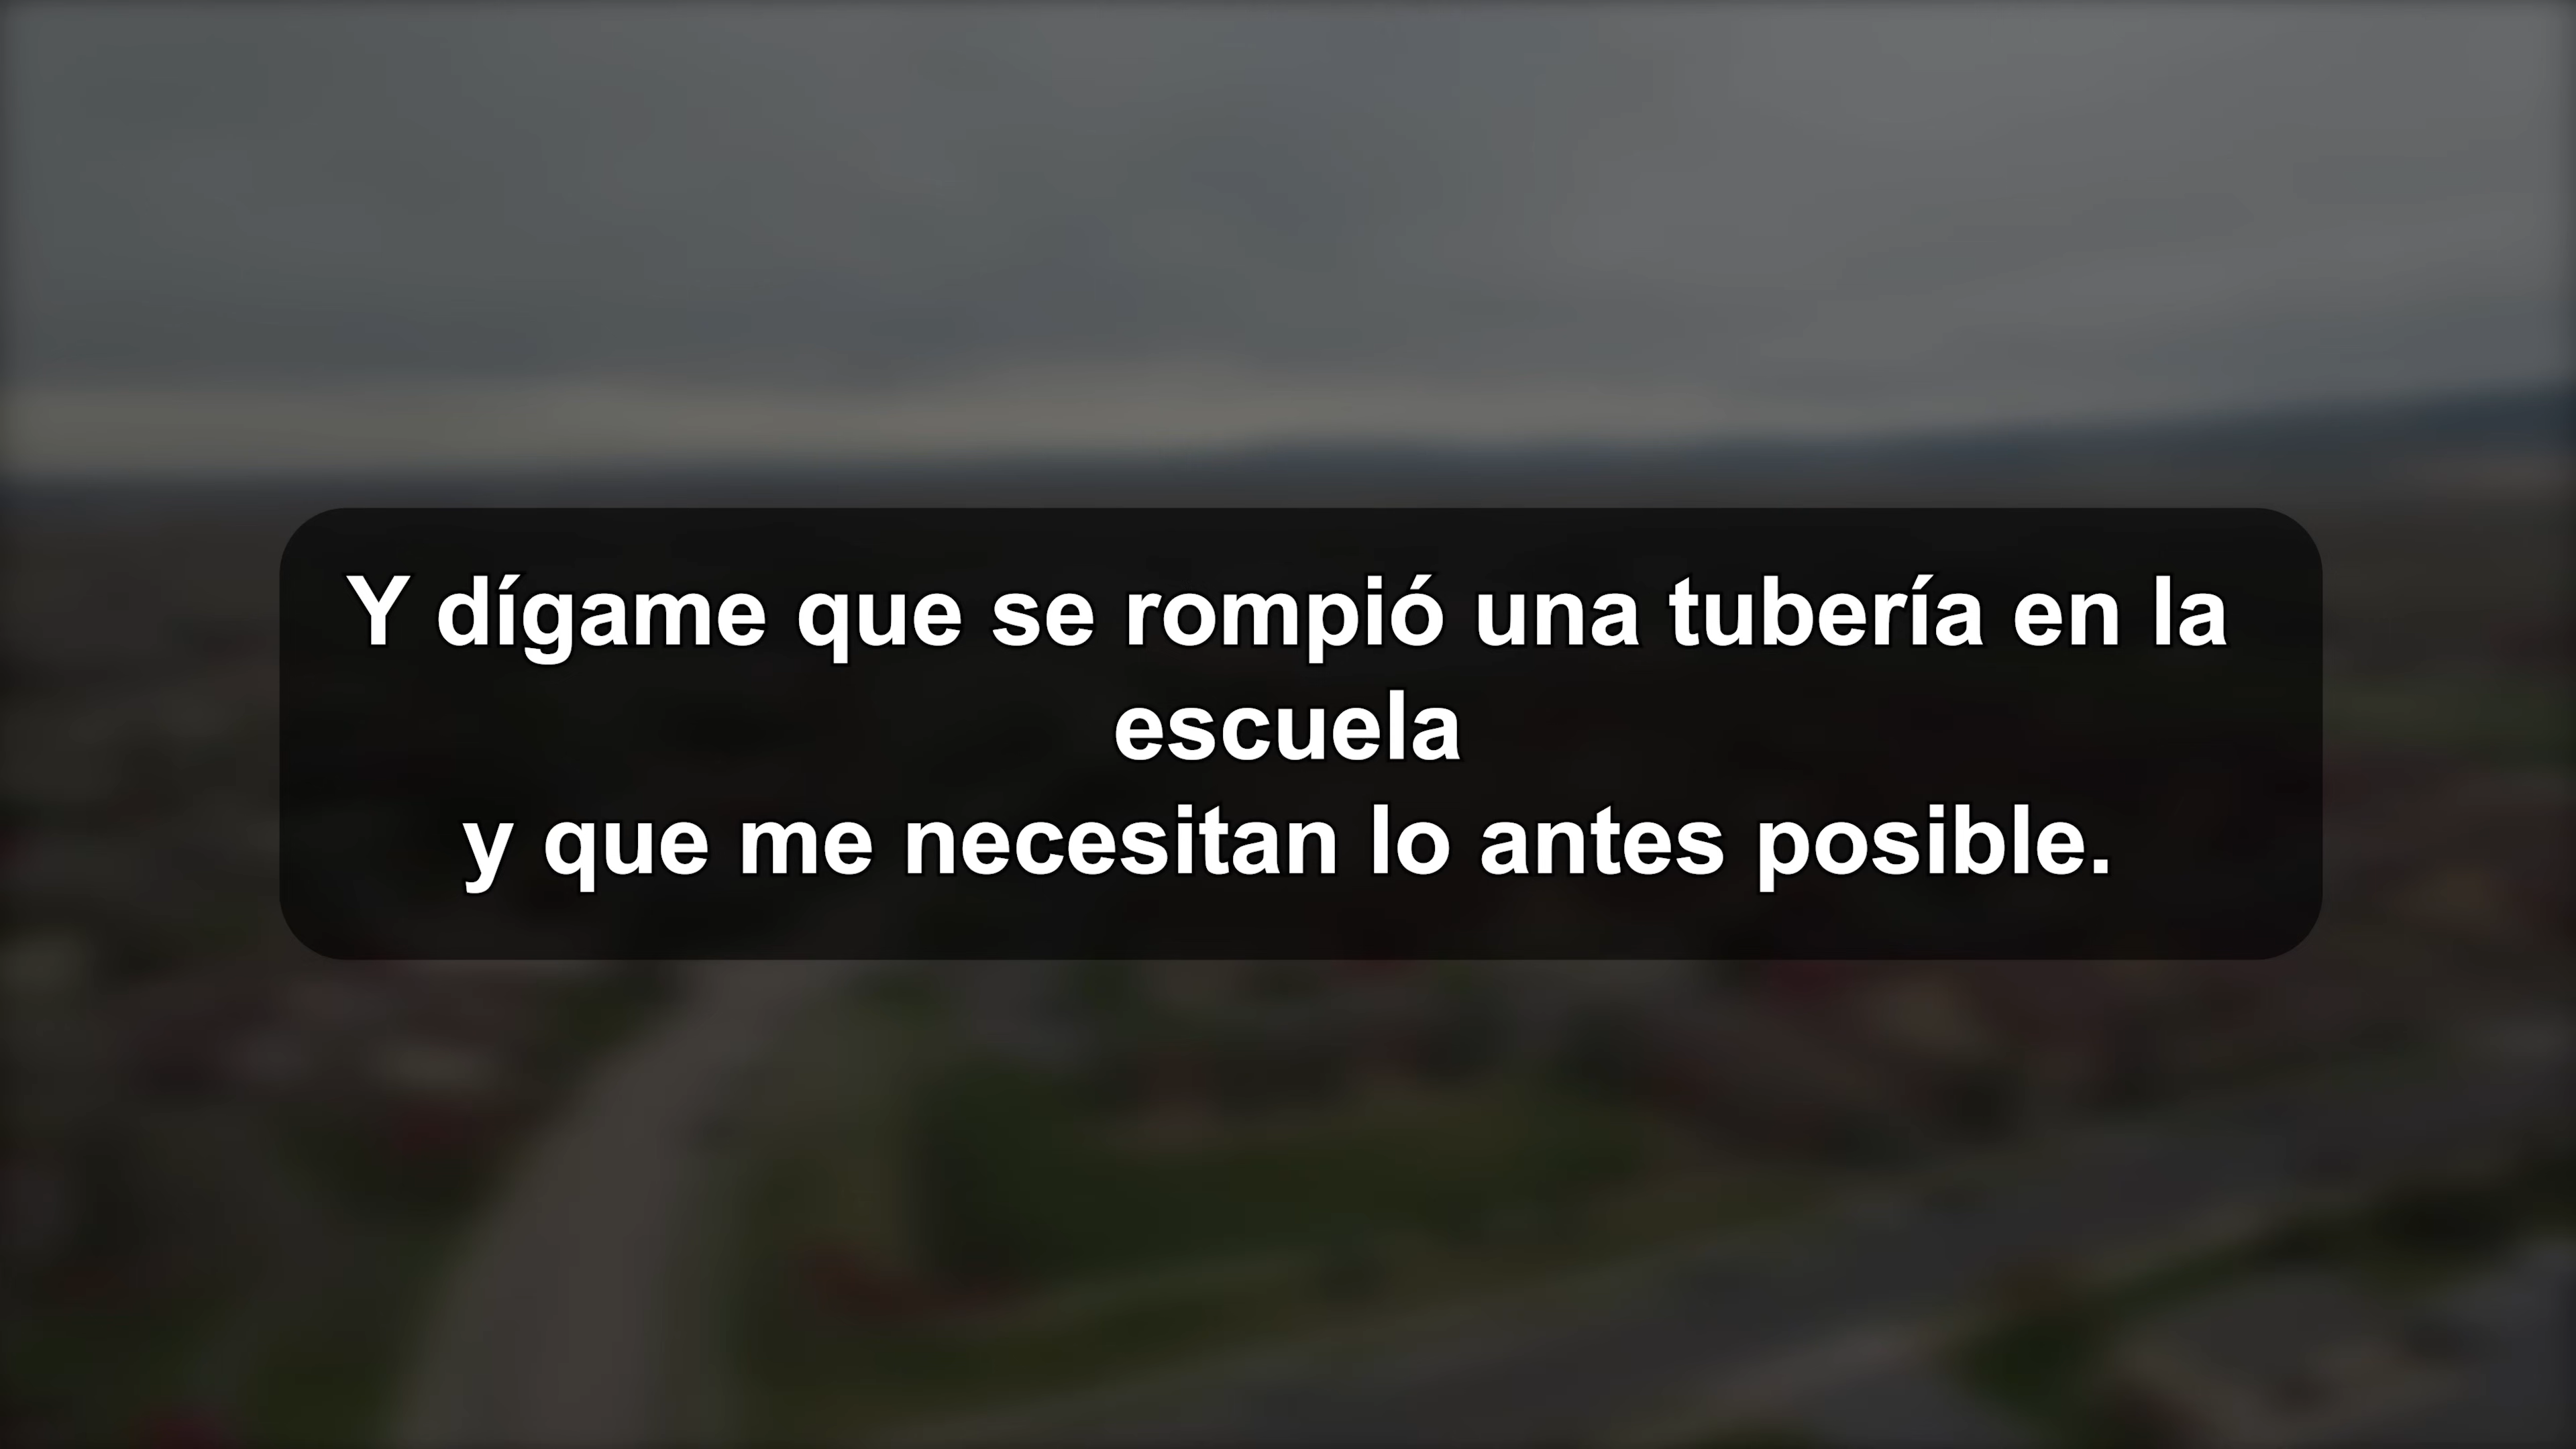 Y dígame que se rompió una tubería en la
escuela
y que me necesitan lo antes posible.